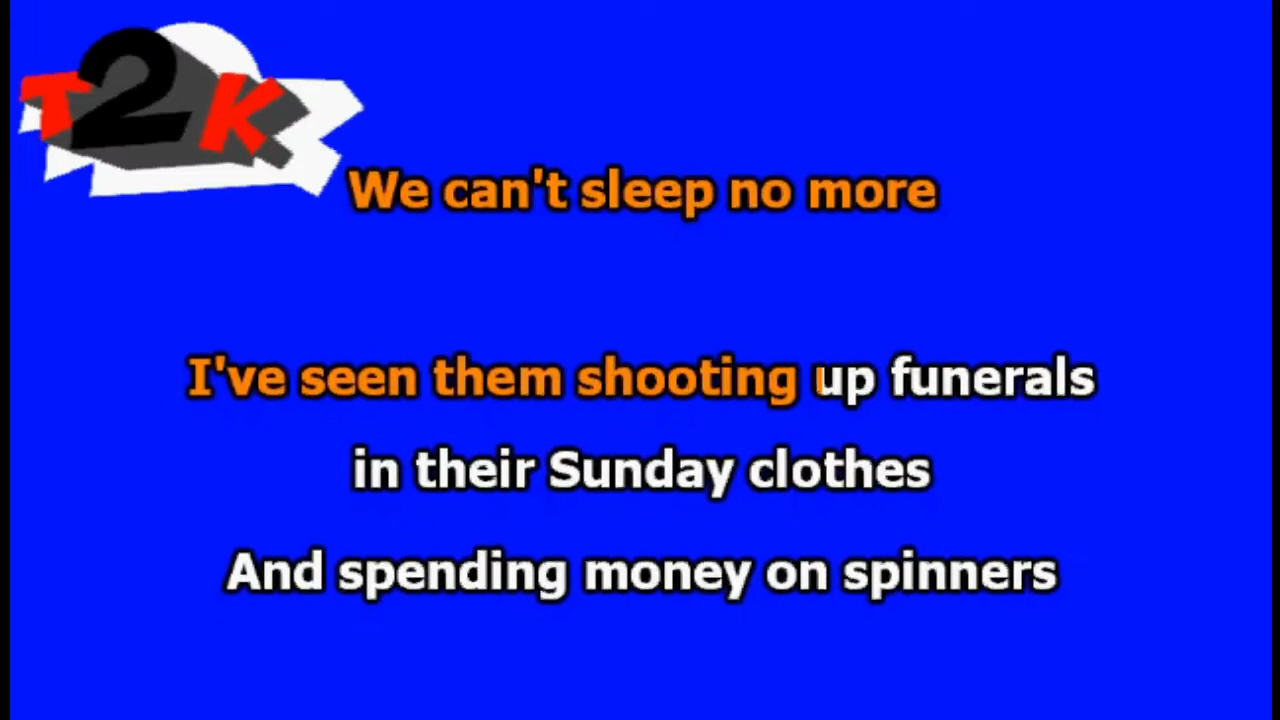 T2K
We can't sleep no more
I've seen them shooting up funerals
in their Sunday clothes
And spending money on spinners